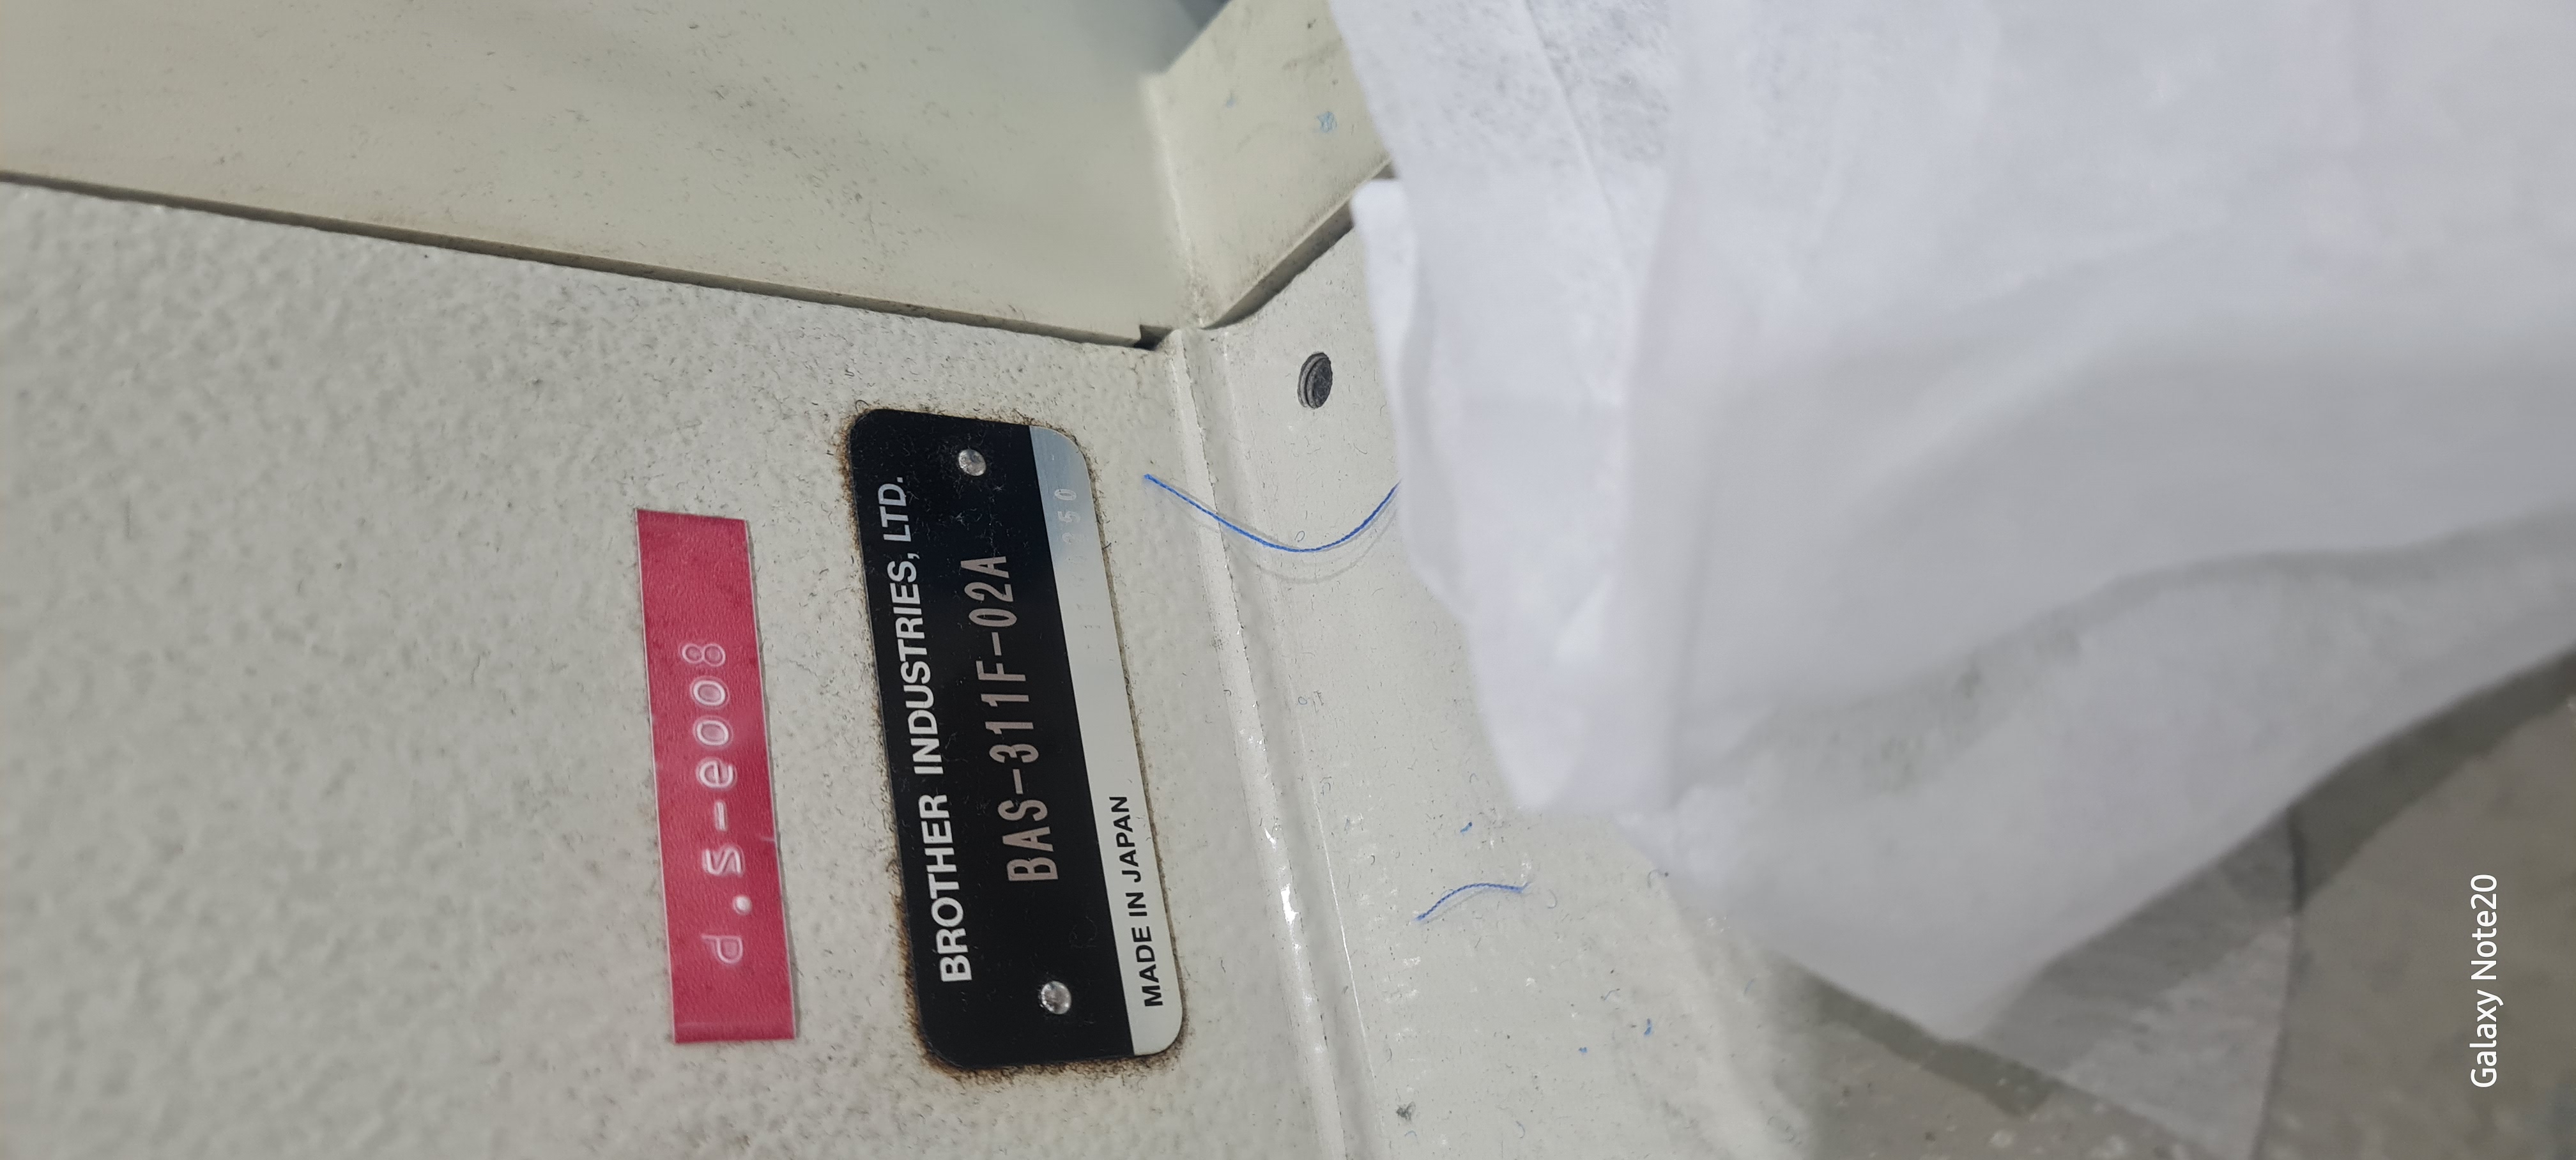 d.s-e008
BROTHER INDUSTRIES, LTD.
BAS-311F-02A
MADE IN JAPAN
Galaxy Note20